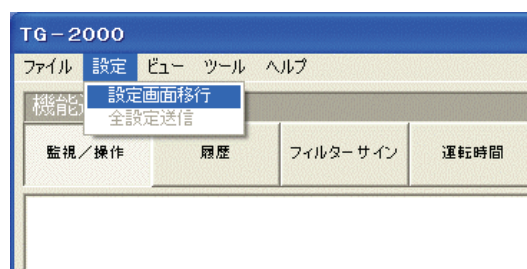 TG−2000
ファイル 設定 ビュー ツール ヘルプ
機能
設定画面移行
全設定送信
監視／操作 履歴 フィルターサイン 運転時間